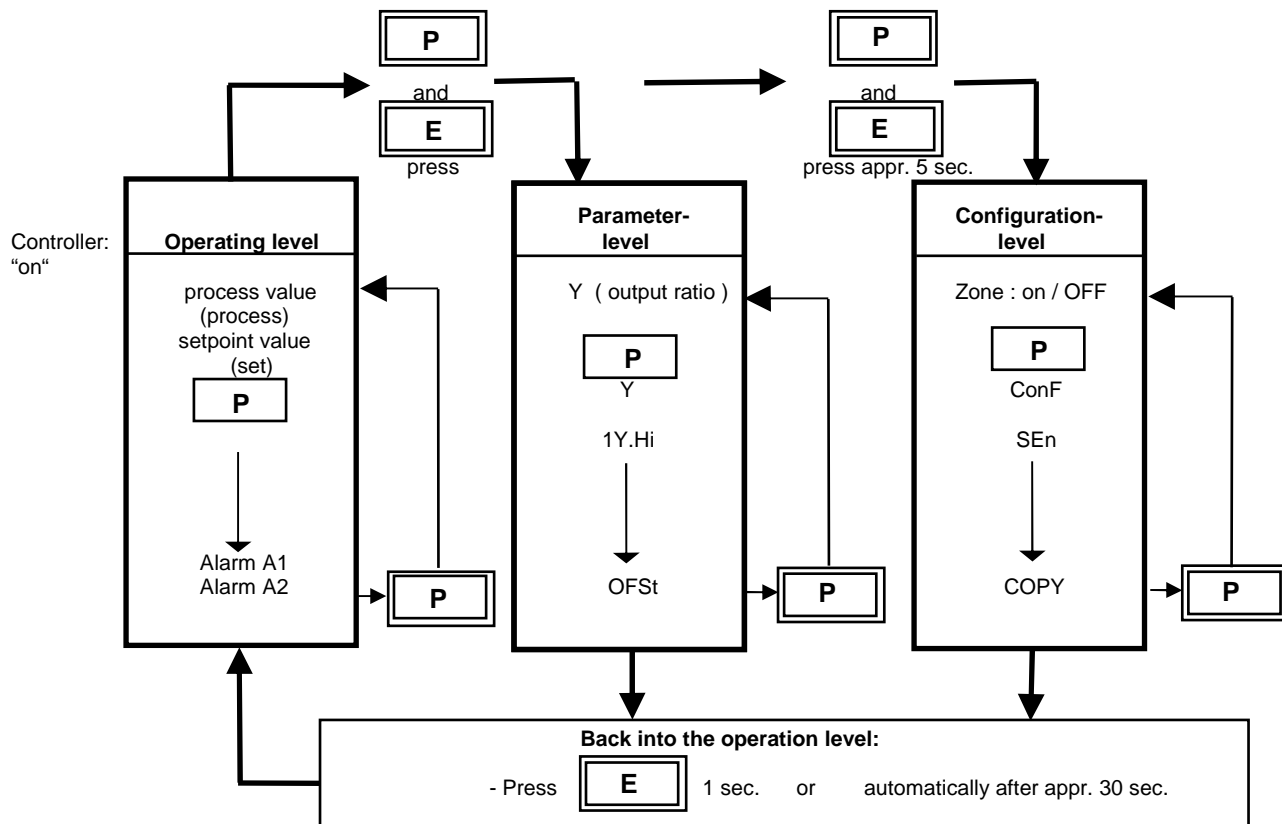 P
and
E
press
P
and
E
press appr. 5 sec.
Controller:
“on“
Operating level
process value
(process)
setpoint value
(set)
P
Alarm A1
Alarm A2
P
Parameter-
level
Y ( output ratio )
P
Y
1Y.Hi
OFSt
P
Configuration-
level
Zone : on / OFF
P
ConF
SEn
COPY
P
Back into the operation level:
- Press E 1 sec. or automatically after appr. 30 sec.